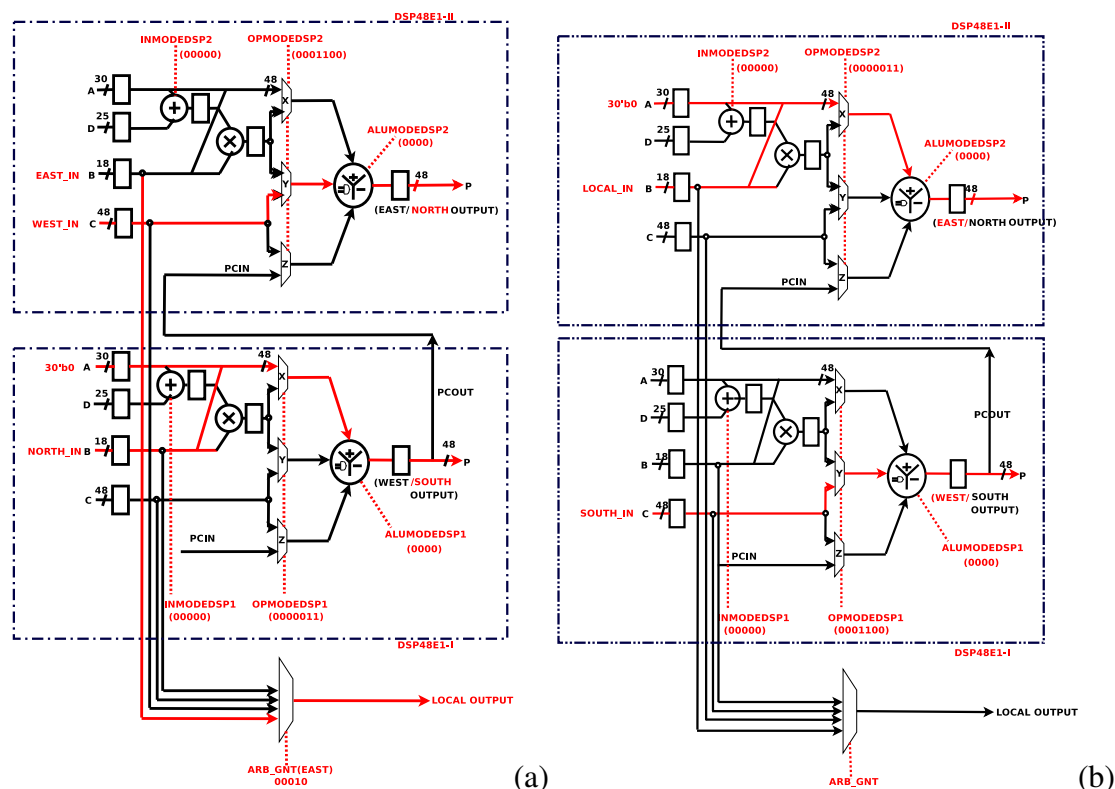 DSP48E1-II
INMODEDSP2
(00000)
OPMODEDSP2
(0001100)
30
A
48
X
25
D
ALUMODEDSP2
(0000)
18
EAST_IN
B
Y
48
P
(EAST/NORTH OUTPUT)
48
WEST_IN
C
Z
PCIN
30
30'b0
A
48
X
25
D
PCOUT
18
NORTH_IN
B
Y
48
P
(WEST/SOUTH
OUTPUT)
48
C
ALUMODEDSP1
(0000)
Z
PCIN
INMODEDSP1
(00000)
OPMODEDSP1
(0000011)
DSP48E1-I
LOCAL OUTPUT
ARB_GNT(EAST)
00010
(a)
DSP48E1-II
INMODEDSP2
(00000)
OPMODEDSP2
(0000011)
30
30'b0
A
48
X
25
D
ALUMODEDSP2
(0000)
18
LOCAL_IN
B
Y
48
P
(EAST/NORTH OUTPUT)
48
C
Z
PCIN
30
A
48
X
25
D
PCOUT
18
B
Y
48
P
(WEST/SOUTH
OUTPUT)
48
SOUTH_IN
C
ALUMODEDSP1
(0000)
Z
PCIN
INMODEDSP1
(00000)
OPMODEDSP1
(0001100)
DSP48E1-I
LOCAL OUTPUT
ARB_GNT
(b)